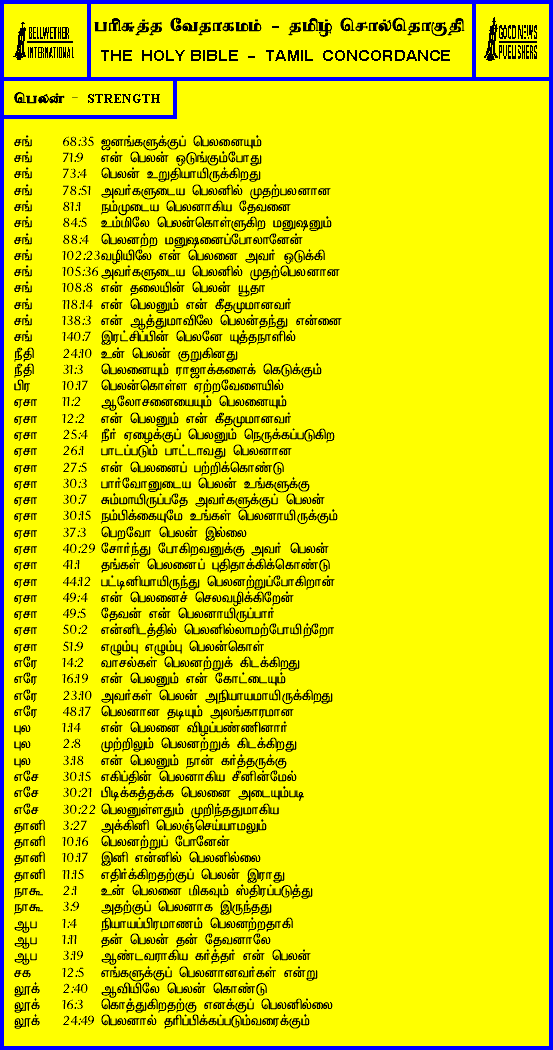 BELLWETHER
INTERNATIONAL
பரிசுத்த வேதாகமம் - தமிழ் சொல்தொகுதி
THE HOLY BIBLE - TAMIL CONCORDANCE
GOOD NEWS
PUBLISHERS
பெலன் - STRENGTH
சங் 68:35 ஜனங்களுக்குப் பெலனையும்
சங் 71:9 என் பெலன் ஒடுங்கும்போது
சங் 73:4 பெலன் உறுதியாயிருக்கிறது
சங் 78:51 அவர்களுடைய பெலனில் முதற்பலனான
சங் 81:1 நம்முடைய பெலனாகிய தேவனை
சங் 84:5 உம்மிலே பெலன்கொள்ளுகிற மனுஷனும்
சங் 88:4 பெலனற்ற மனுஷனைப்போலானேன்
சங் 102:23வழியிலே என் பெலனை அவர் ஒடுக்கி
சங் 105:36 அவர்களுடைய பெலனில் முதற்பெலனான
சங் 108:8 என் தலையின் பெலன் யூதா
சங் 118:14 என் பெலனும் என் கீதமுமானவர்
சங் 138:3 என் ஆத்துமாவிலே பெலன்தந்து என்னை
சங் 140:7 இரட்சிப்பின் பெலனே யுத்தநாளில்
நீதி 24:10 உன் பெலன் குறுகினது
நீதி 31:3 பெலனையும் ராஜாக்களைக் கெடுக்கும்
பிர 10:17 பெலன்கொள்ள ஏற்றவேளையில்
ஏசா 11:2 ஆலோசனையையும் பெலனையும்
ஏசா 12:2 என் பெலனும் என் கீதமுமானவர்
ஏசா 25:4 நீர் ஏழைக்குப் பெலனும் நெருக்கப்படுகிற
ஏசா 26:1 பாடப்படும் பாட்டாவது பெலனான
ஏசா 27:5 என் பெலனைப் பற்றிக்கொண்டு
ஏசா 30:3 பார்வோனுடைய பெலன் உங்களுக்கு
ஏசா 30:7 சும்மாயிருப்பதே அவர்களுக்குப் பெலன்
ஏசா 30:15 நம்பிக்கையுமே உங்கள் பெலனாயிருக்கும்
ஏசா 37:3 பெறவோ பெலன் இல்லை
ஏசா 40:29 சோர்ந்து போகிறவனுக்கு அவர் பெலன்
ஏசா 41:1 தங்கள் பெலனைப் புதிதாக்கிக்கொண்டு
ஏசா 44:12 பட்டினியாயிருந்து பெலனற்றுப்போகிறான்
ஏசா 49:4 என் பெலனைச் செலவழிக்கிறேன்
ஏசா 49:5 தேவன் என் பெலனாயிருப்பார்
ஏசா 50:2 என்னிடத்தில் பெலனில்லாமற்போயிற்றோ
ஏசா 51:9 எழும்பு எழும்பு பெலன்கொள்
எரே 14:2 வாசல்கள் பெலனற்றுக் கிடக்கிறது
எரே 16:19 என் பெலனும் என் கோட்டையும்
எரே 23:10 அவர்கள் பெலன் அநியாயமாயிருக்கிறது
எரே 48:17 பெலனான தடியும் அலங்காரமான
புல 1:14 என் பெலனை விழப்பண்ணினார்
புல 2:8 முற்றிலும் பெலனற்றுக் கிடக்கிறது
புல 3:18 என் பெலனும் நான் கர்த்தருக்கு
எசே 30:15 எகிப்தின் பெலனாகிய சீனின்மேல்
எசே 30:21 பிடிக்கத்தக்க பெலனை அடையும்படி
எசே 30:22 பெலனுள்ளதும் முறிந்ததுமாகிய
தானி 3:27 அக்கினி பெலஞ்செய்யாமலும்
தானி 10:16 பெலனற்றுப் போனேன்
தானி 10:17 இனி என்னில் பெலனில்லை
தானி 11:15 எதிர்க்கிறதற்குப் பெலன் இராது
நாகூ 2:1 உன் பெலனை மிகவும் ஸ்திரப்படுத்து
நாகூ 3:9 அதற்குப் பெலனாக இருந்தது
ஆப 1:4 நியாயப்பிரமாணம் பெலனற்றதாகி
ஆப 1:11 தன் பெலன் தன் தேவனாலே
ஆப 3:19 ஆண்டவராகிய கர்த்தர் என் பெலன்
சக 12:5 எங்களுக்குப் பெலனானவர்கள் என்று
லூக் 2:40 ஆவியிலே பெலன் கொண்டு
லூக் 16:3 கொத்துகிறதற்கு எனக்குப் பெலனில்லை
லூக் 24:49 பெலனால் தரிப்பிக்கப்படும்வரைக்கும்